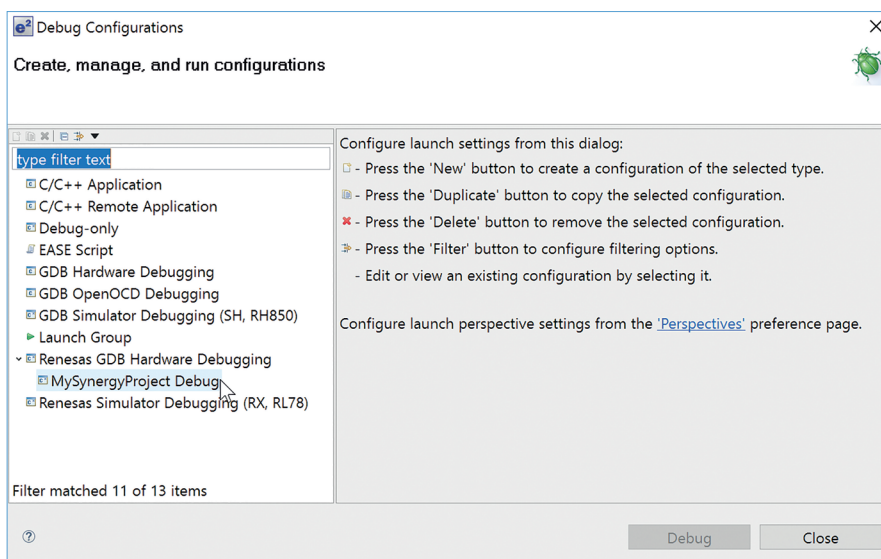 e² Debug Configurations
Create, manage, and run configurations
type filter text
C/C++ Application
C/C++ Remote Application
Debug-only
EASE Script
GDB Hardware Debugging
GDB OpenOCD Debugging
GDB Simulator Debugging (SH, RH850)
Launch Group
Renesas GDB Hardware Debugging
MySynergyProject Debug
Renesas Simulator Debugging (RX, RL78)
Filter matched 11 of 13 items
Configure launch settings from this dialog:
- Press the 'New' button to create a configuration of the selected type.
- Press the 'Duplicate' button to copy the selected configuration.
- Press the 'Delete' button to remove the selected configuration.
- Press the 'Filter' button to configure filtering options.
- Edit or view an existing configuration by selecting it.
Configure launch perspective settings from the 'Perspectives' preference page.
?
Debug
Close